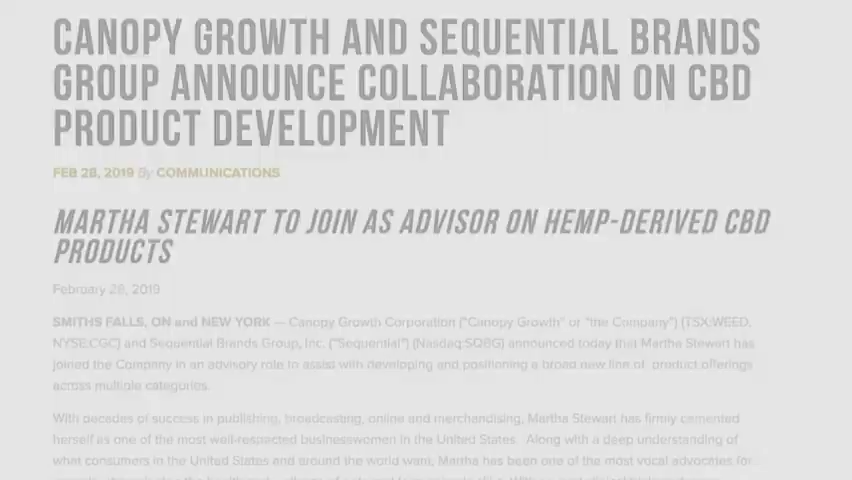 CANOPY GROWTH AND SEQUENTIAL BRANDS
GROUP ANNOUNCE COLLABORATION ON CBD
PRODUCT DEVELOPMENT
FEB 28, 2019 By COMMUNICATIONS
MARTHA STEWART TO JOIN AS ADVISOR ON HEMP-DERIVED CBD
PRODUCTS
February 28, 2019
SMITHS FALLS, ON and NEW YORK — Canopy Growth Corporation ("Canopy Growth" or "the Company") (TSX:WEED,
NYSE:CGC) and Sequential Brands Group, Inc. ("Sequential") (Nasdaq:SQBG) announced today that Martha Stewart has
joined the Company in an advisory role to assist with developing and positioning a broad new line of product offerings
across multiple categories.
With decades of success in publishing, broadcasting, online and merchandising, Martha Stewart has firmly cemented
herself as one of the most well-respected businesswomen in the United States. Along with a deep understanding of
what consumers in the United States and around the world want, Martha has been one of the most vocal advocates for